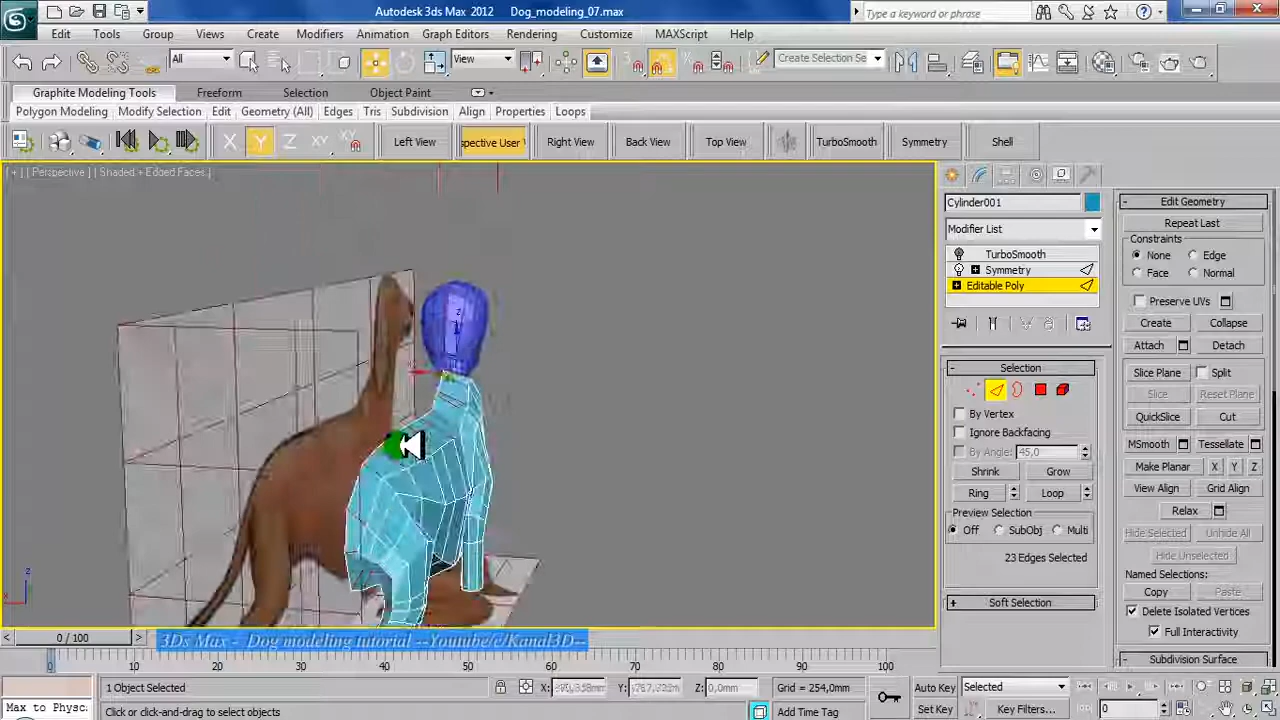 Autodesk 3ds Max 2012 Dog_modeling_07.max
Type a keyword or phrase
Edit Tools Group Views Create Modifiers Animation Graph Editors Rendering Customize MAXScript Help
All View Create Selection Se
Graphite Modeling Tools Freeform Selection Object Paint
Polygon Modeling Modify Selection Edit Geometry (All) Edges Tris Subdivision Align Properties Loops
X Y Z XY XY Left View spective User Right View Back View Top View TurboSmooth Symmetry Shell
[ + ] [ Perspective ] [ Shaded + Edged Faces ]
Cylinder001
Modifier List
TurboSmooth
Symmetry
Editable Poly
Selection
By Vertex
Ignore Backfacing
By Angle: 45,0
Shrink Grow
Ring Loop
Preview Selection
Off SubObj Multi
23 Edges Selected
Soft Selection
Edit Geometry
Repeat Last
Constraints
None Edge
Face Normal
Preserve UVs
Create Collapse
Attach Detach
Slice Plane Split
Slice Reset Plane
QuickSlice Cut
MSmooth Tessellate
Make Planar X Y Z
View Align Grid Align
Relax
Hide Selected Unhide All
Hide Unselected
Named Selections:
Copy Paste
Delete Isolated Vertices
Full Interactivity
Subdivision Surface
0 / 100
3Ds Max - Dog modeling tutorial --Youtube/c/Kanal3D--
0 10 20 30 40 50 60 70 80 90 100
1 Object Selected X: Y: Z: 0,0mm Grid = 254,0mm Auto Key Selected
Max to Physc. Click or click-and-drag to select objects Add Time Tag Set Key Key Filters... 0